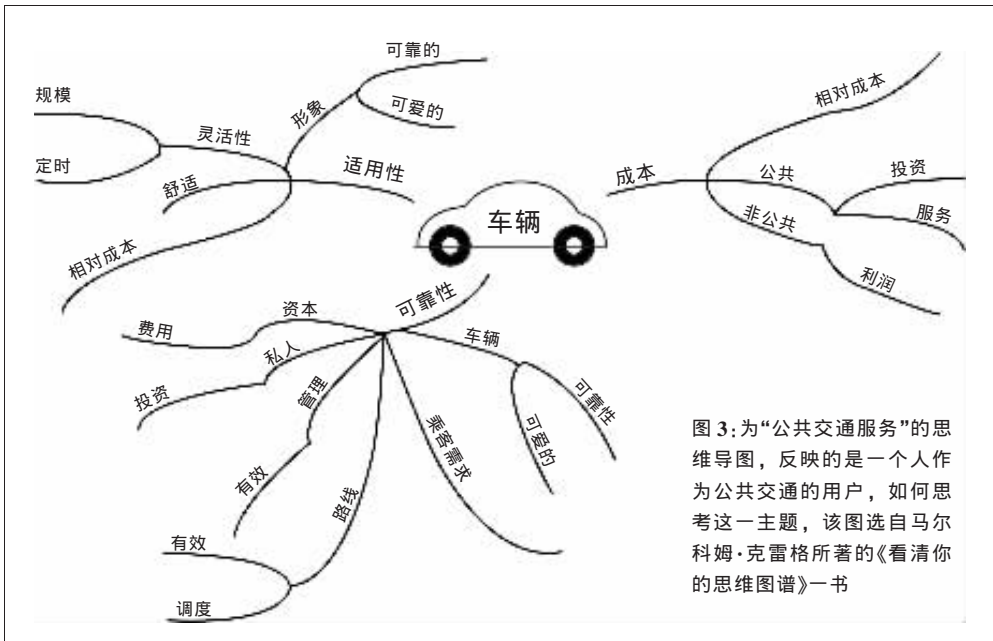 可靠的
可爱的
形象
规模
灵活性
定时
舒适
适用性
相对成本
车辆
成本
相对成本
公共
投资
服务
非公共
利润
可靠性
资本
费用
私人
投资
管理
有效
路线
有效
调度
乘客需求
车辆
可靠性
可爱的
图 3:为“公共交通服务”的思
维导图，反映的是一个人作
为公共交通的用户，如何思
考这一主题，该图选自马尔
科姆·克雷格所著的《看清你
的思维图谱》一书